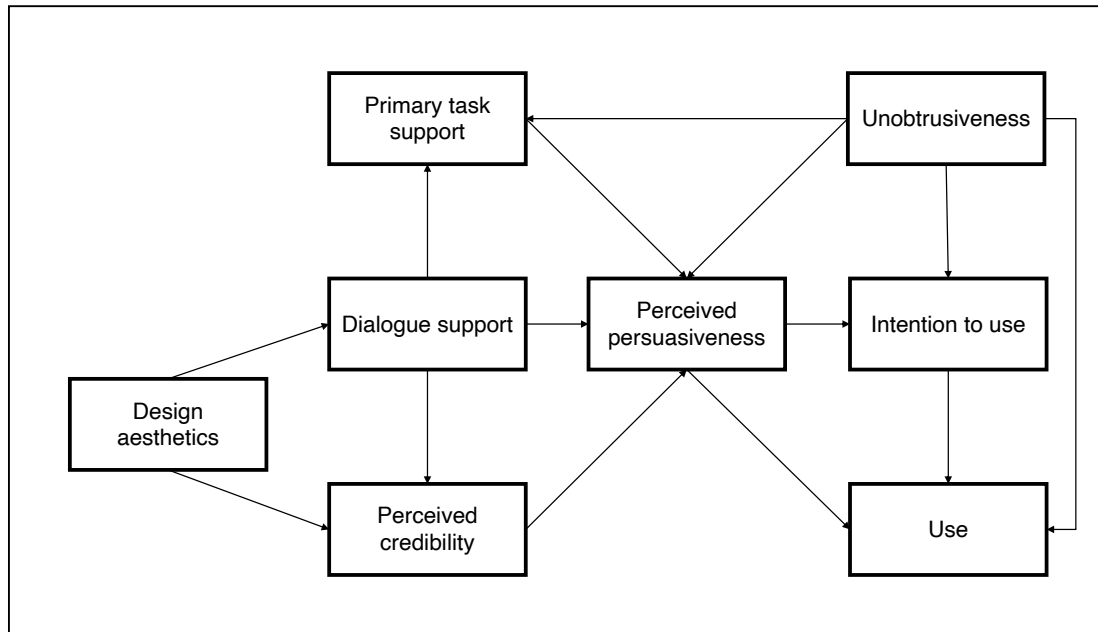 Primary task
support
Unobtrusiveness
Dialogue support
Perceived
persuasiveness
Intention to use
Design
aesthetics
Perceived
credibility
Use